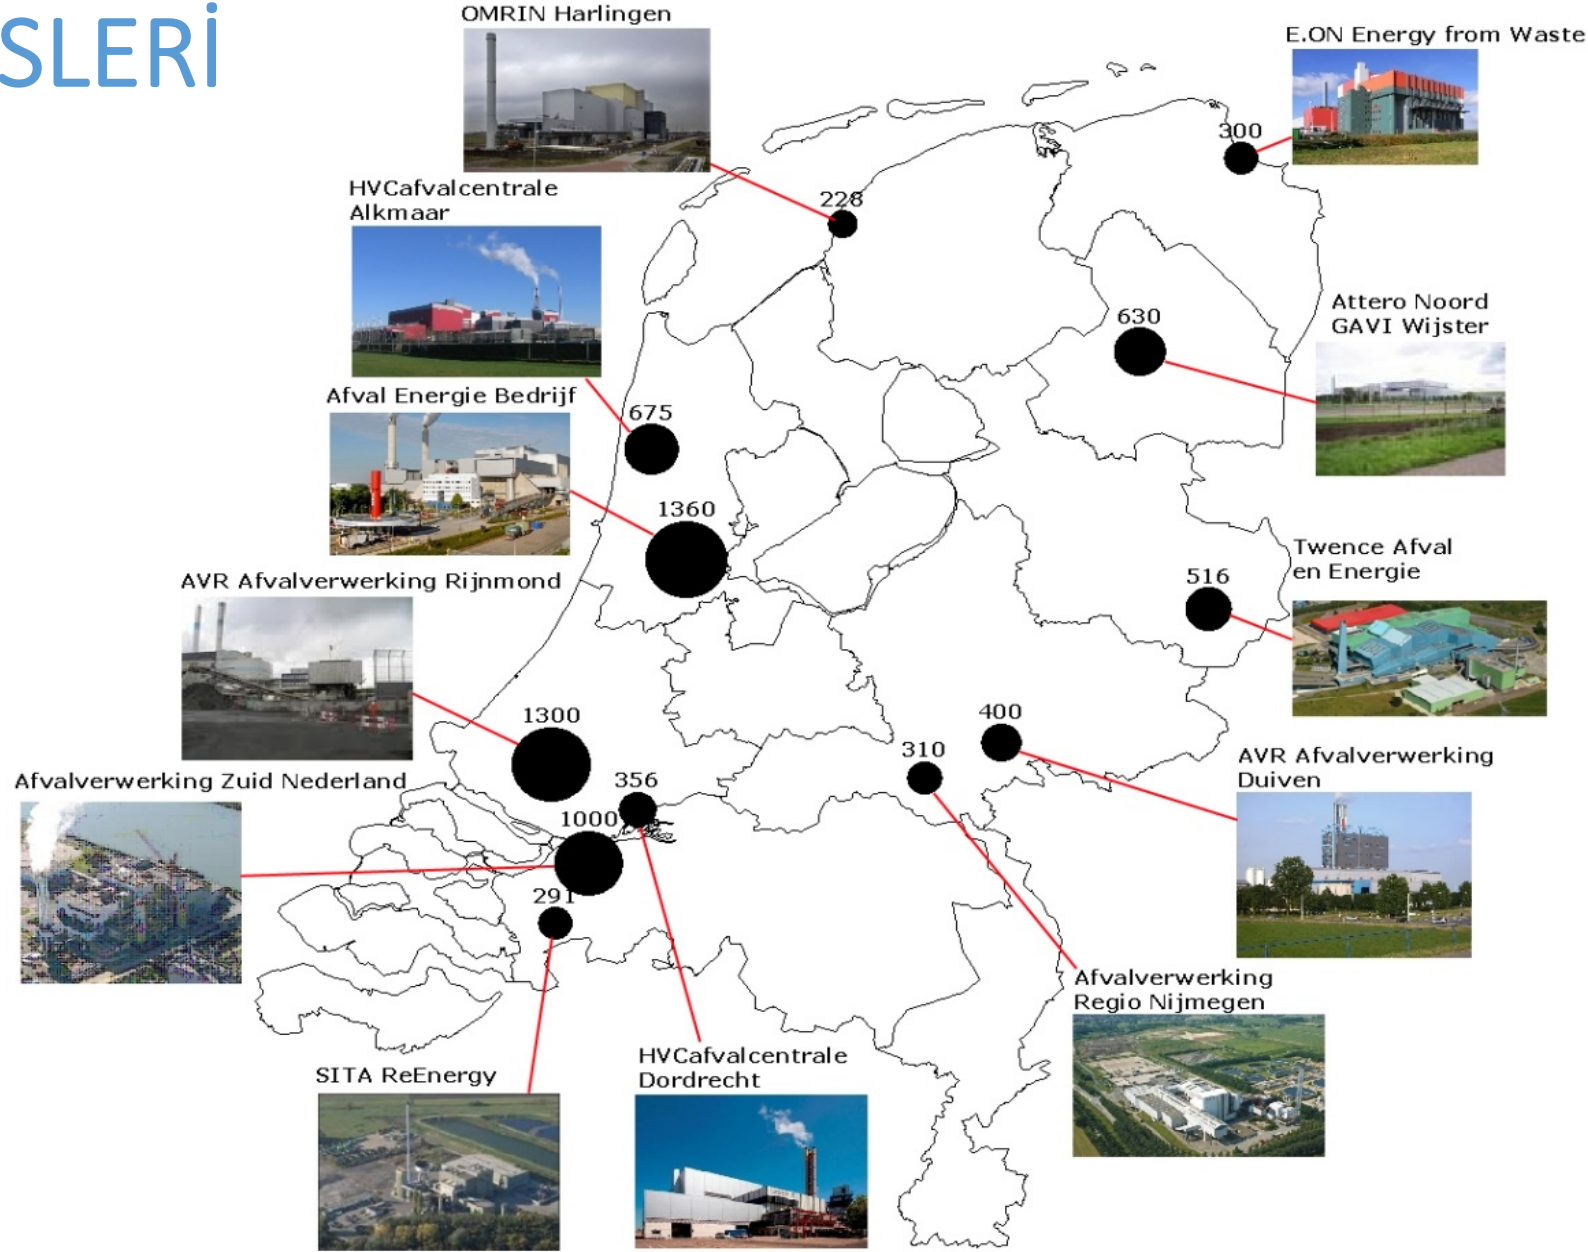 SLERİ
OMRIN Harlingen
E.ON Energy from Waste
300
HVCafvalcentrale
Alkmaar
228
Attero Noord
GAVI Wijster
630
Afval Energie Bedrijf
675
1360
Twence Afval
en Energie
516
AVR Afvalverwerking Rijnmond
1300
400
310
AVR Afvalverwerking
Duiven
Afvalverwerking Zuid Nederland
356
1000
291
Afvalverwerking
Regio Nijmegen
HVCafvalcentrale
Dordrecht
SITA ReEnergy